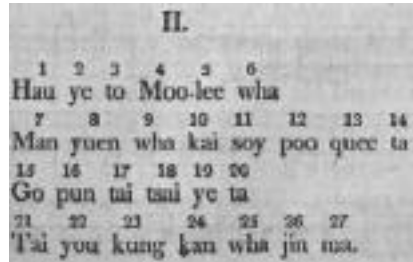 II.
1 2 3 4 5 6
Hau ye to Moo-lee wha
7 8 9 10 11 12 13 14
Man yuen wha kai soy poo quee ta
15 16 17 18 19 20
Go pun tai tsai ye ta
21 22 23 24 25 26 27
Tai you kung kan wha jin ma.